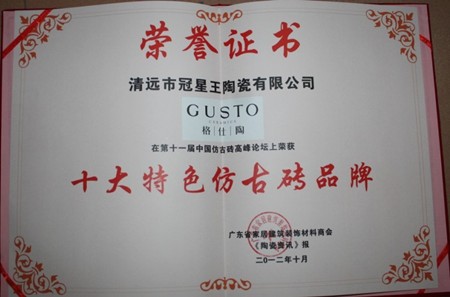 荣誉证书
清远市冠星王陶瓷有限公司
GUSTO
CERAMICS
格仕陶
在第十一届中国仿古砖高峰论坛上荣获
十大特色仿古砖品牌
广东省家居建筑装饰材料商会
《陶瓷资讯》报
二〇一二年十月